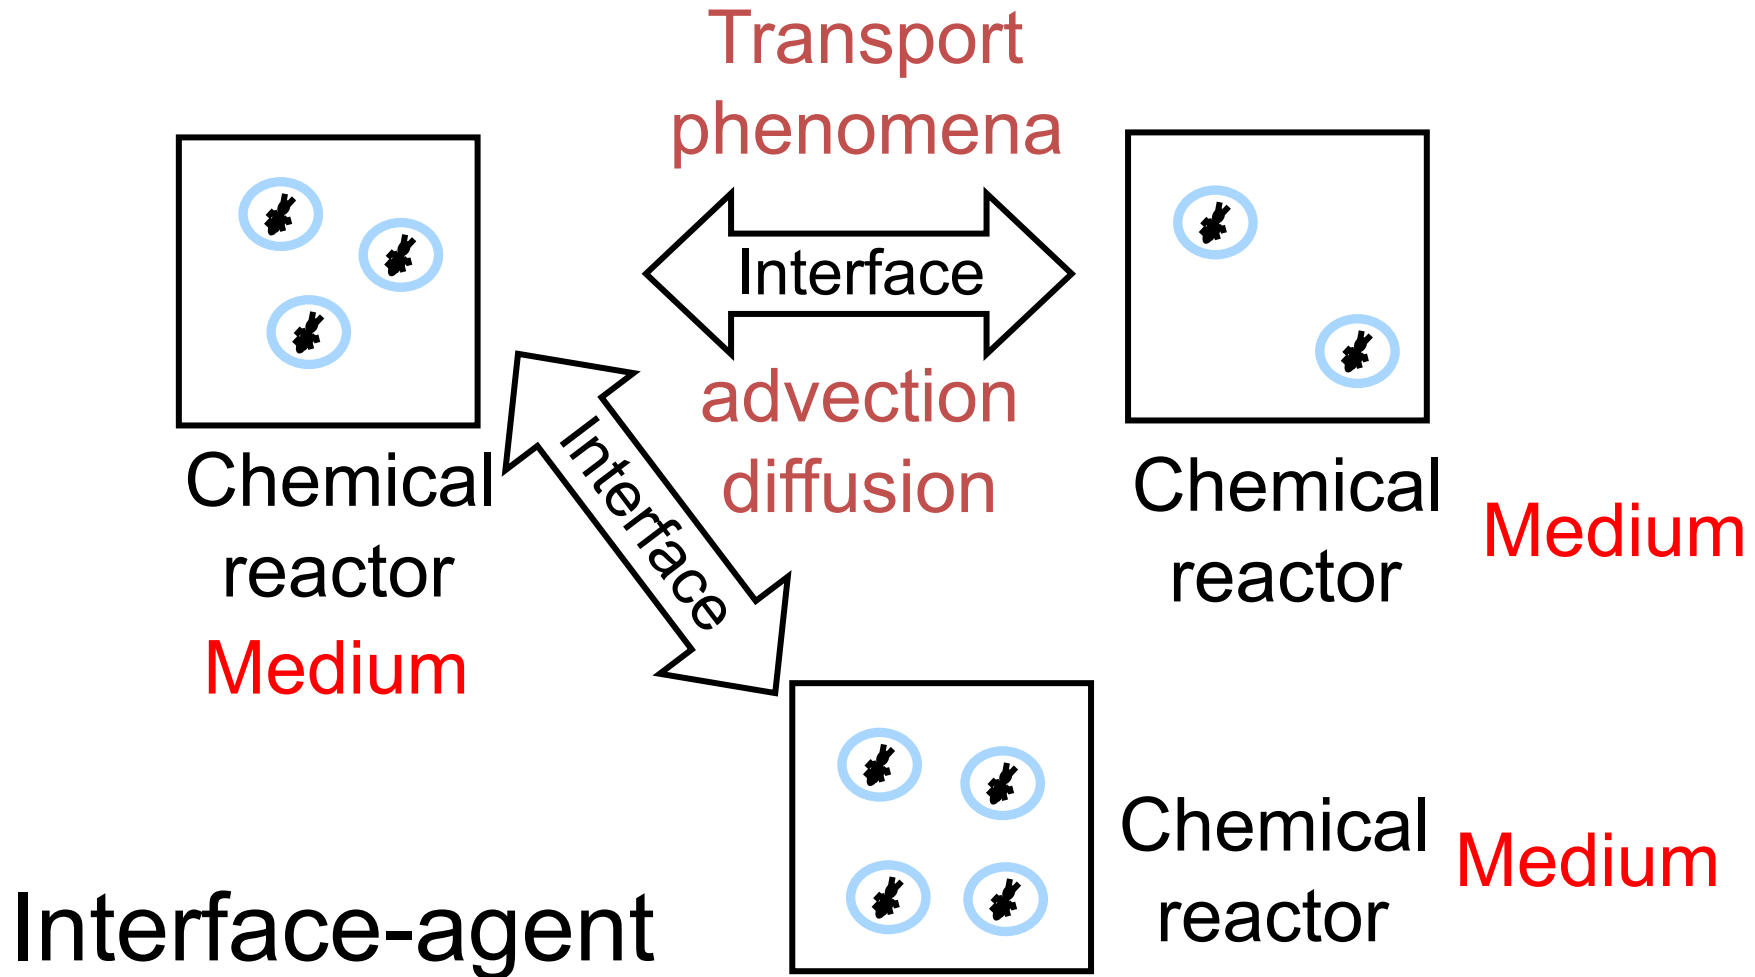 Transport
phenomena
Interface
advection
diffusion
Chemical
reactor
Medium
Interface
Chemical
reactor
Medium
Chemical
reactor
Medium
Interface-agent